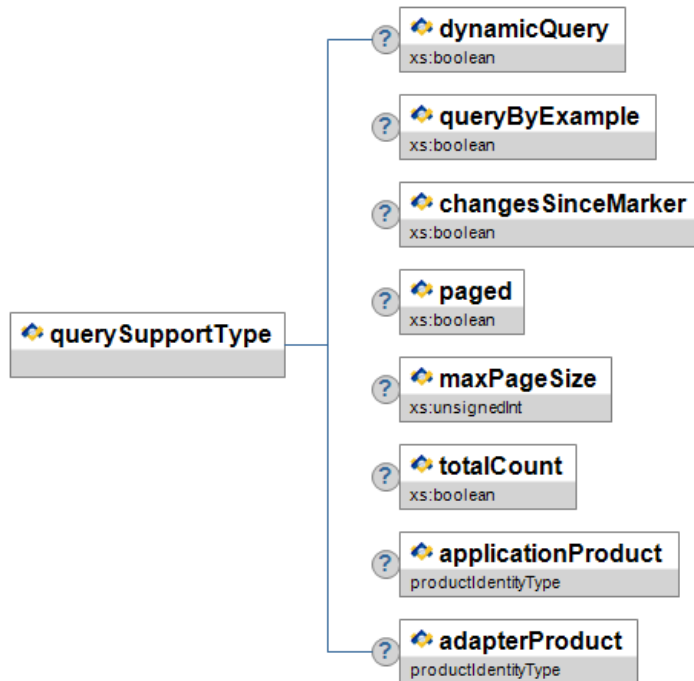 ?
dynamicQuery
xs:boolean
?
queryByExample
xs:boolean
?
changesSinceMarker
xs:boolean
?
paged
xs:boolean
querySupportType
?
maxPageSize
xs:unsignedInt
?
totalCount
xs:boolean
?
applicationProduct
productIdentityType
?
adapterProduct
productIdentityType